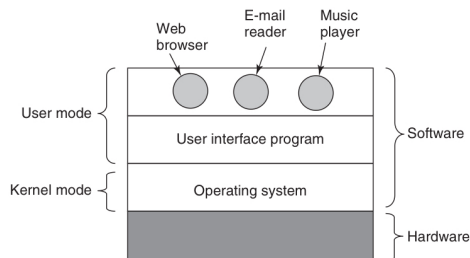 Web
browser
E-mail
reader
Music
player
User mode
User interface program
Software
Kernel mode
Operating system
Hardware